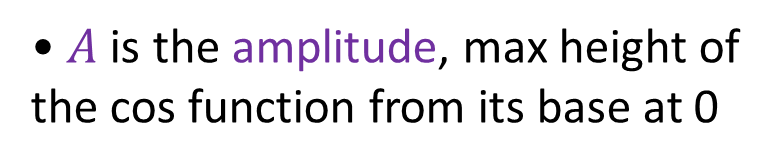 • A is the amplitude, max height of
the cos function from its base at 0